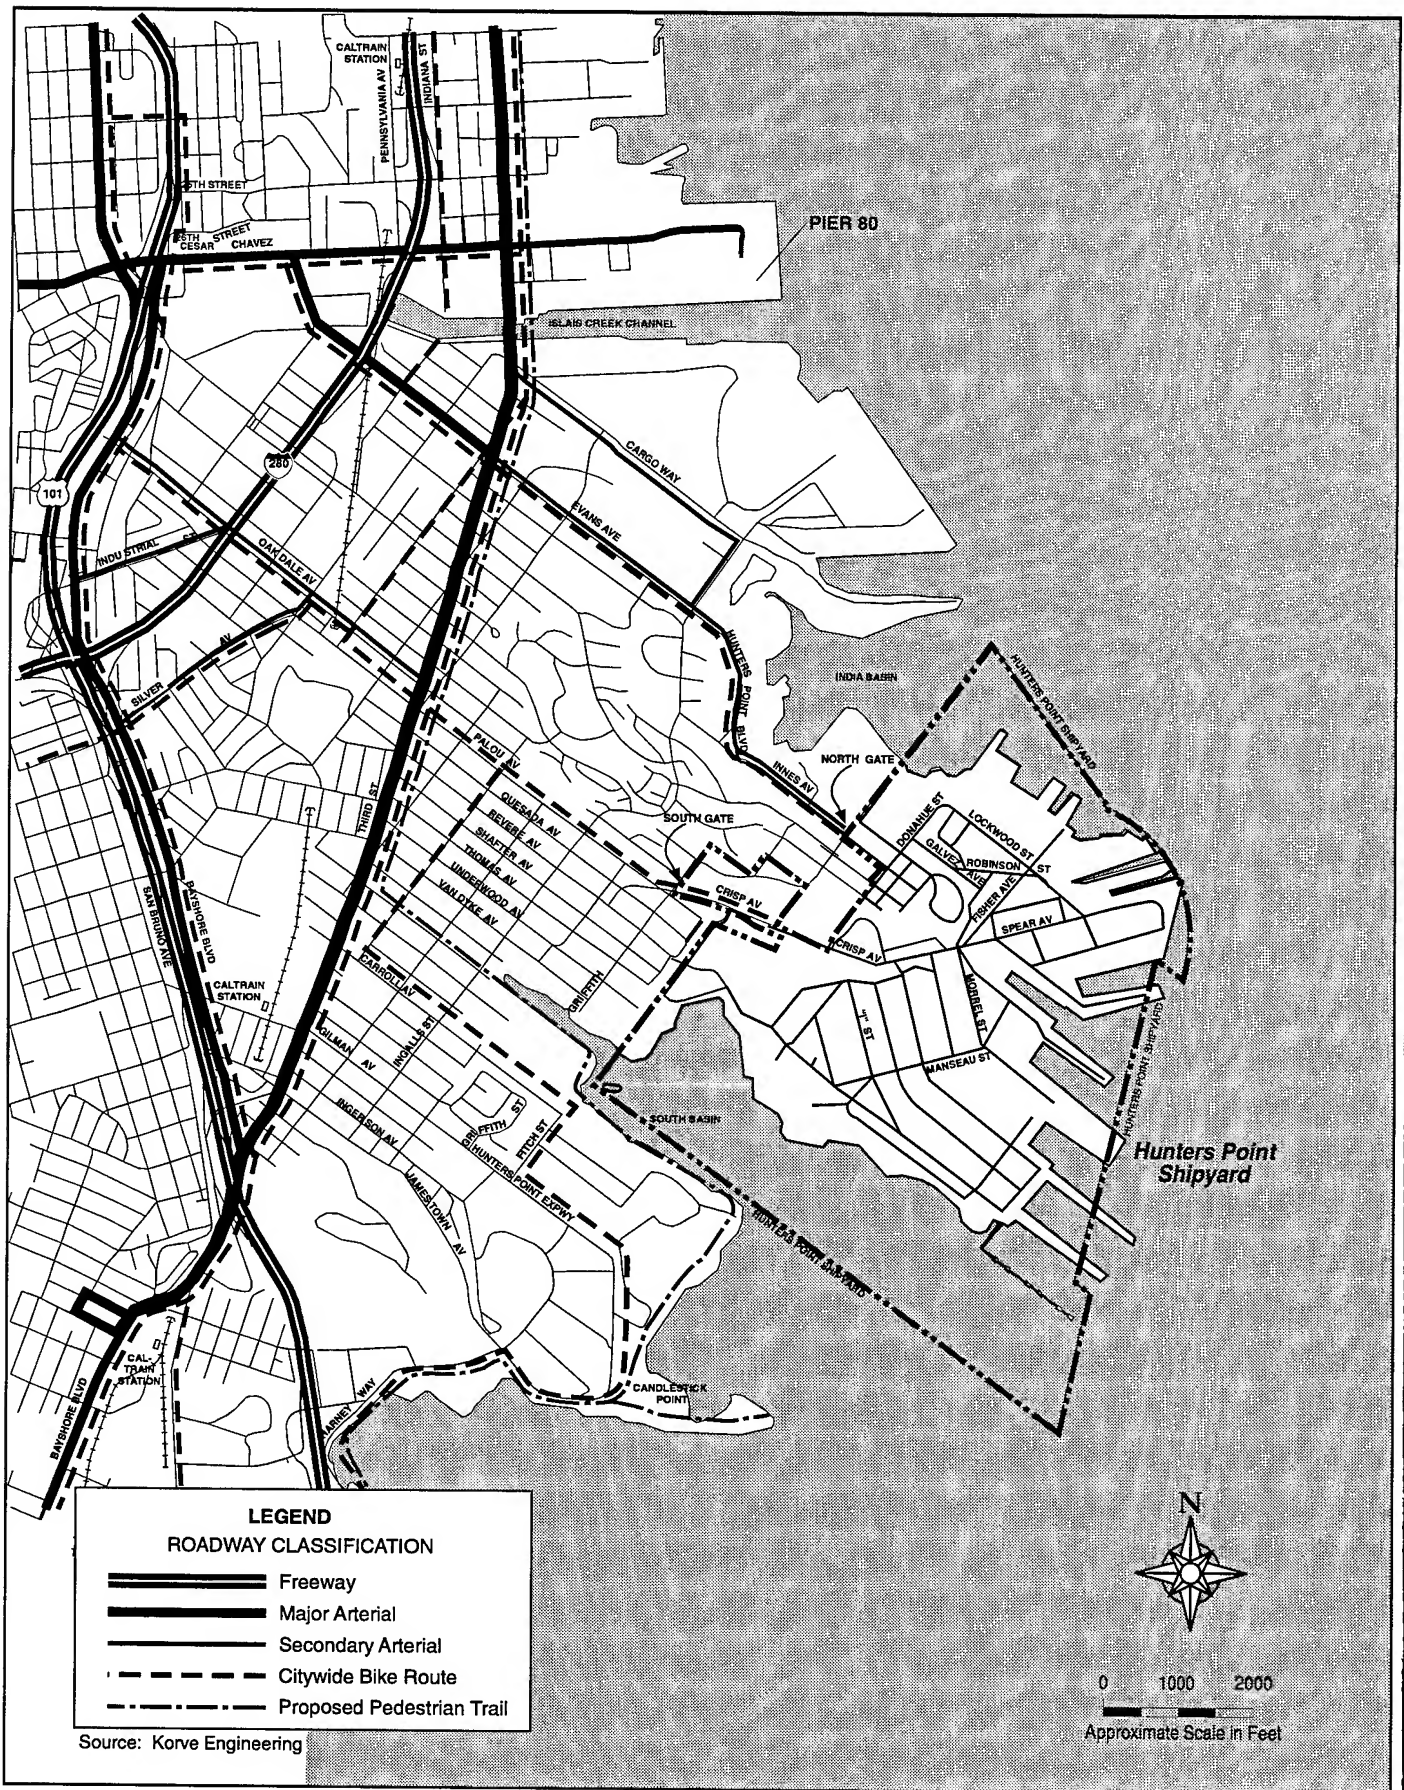 CALTRAIN
STATION
PENNSYLVANIA AV
INDIANA ST
25TH STREET
26TH STREET
CESAR CHAVEZ
PIER 80
ISLAIS CREEK CHANNEL
280
101
CARGO WAY
EVANS AVE
INDUSTRIAL ST
OAKDALE AV
SILVER AV
HUNTERS POINT BLVD
INDIA BASIN
HUNTERS POINT SHIPYARD
PALOU AV
INNES AV
NORTH GATE
SOUTH GATE
THIRD ST
QUESADA AV
REVERE AV
SHAFTER AV
THOMAS AV
UNDERWOOD AV
VAN DYKE AV
DONAHUE ST
LOCKWOOD ST
GALVEZ AVE
ROBINSON ST
FISHER AVE
SPEAR AV
CRISP AV
CRISP AV
SAN BRUNO AVE
BAYSHORE BLVD
CALTRAIN
STATION
CARROLL AV
GRIFFITH
INGALLS ST
GILMAN AV
"I" ST
MORREL ST
MANSEAU ST
HUNTERS POINT SHIPYARD
INGERSON AV
GRIFFITH ST
FITCH ST
SOUTH BASIN
HUNTERS POINT EXPWY
JAMESTOWN AV
Hunters Point
Shipyard
HUNTERS POINT SHIPYARD
CAL-
TRAIN
STATION
BAYSHORE BLVD
HARNEY WAY
CANDLESTICK
POINT
LEGEND
ROADWAY CLASSIFICATION
Freeway
Major Arterial
Secondary Arterial
Citywide Bike Route
Proposed Pedestrian Trail
Source: Korve Engineering
N
0 1000 2000
Approximate Scale in Feet